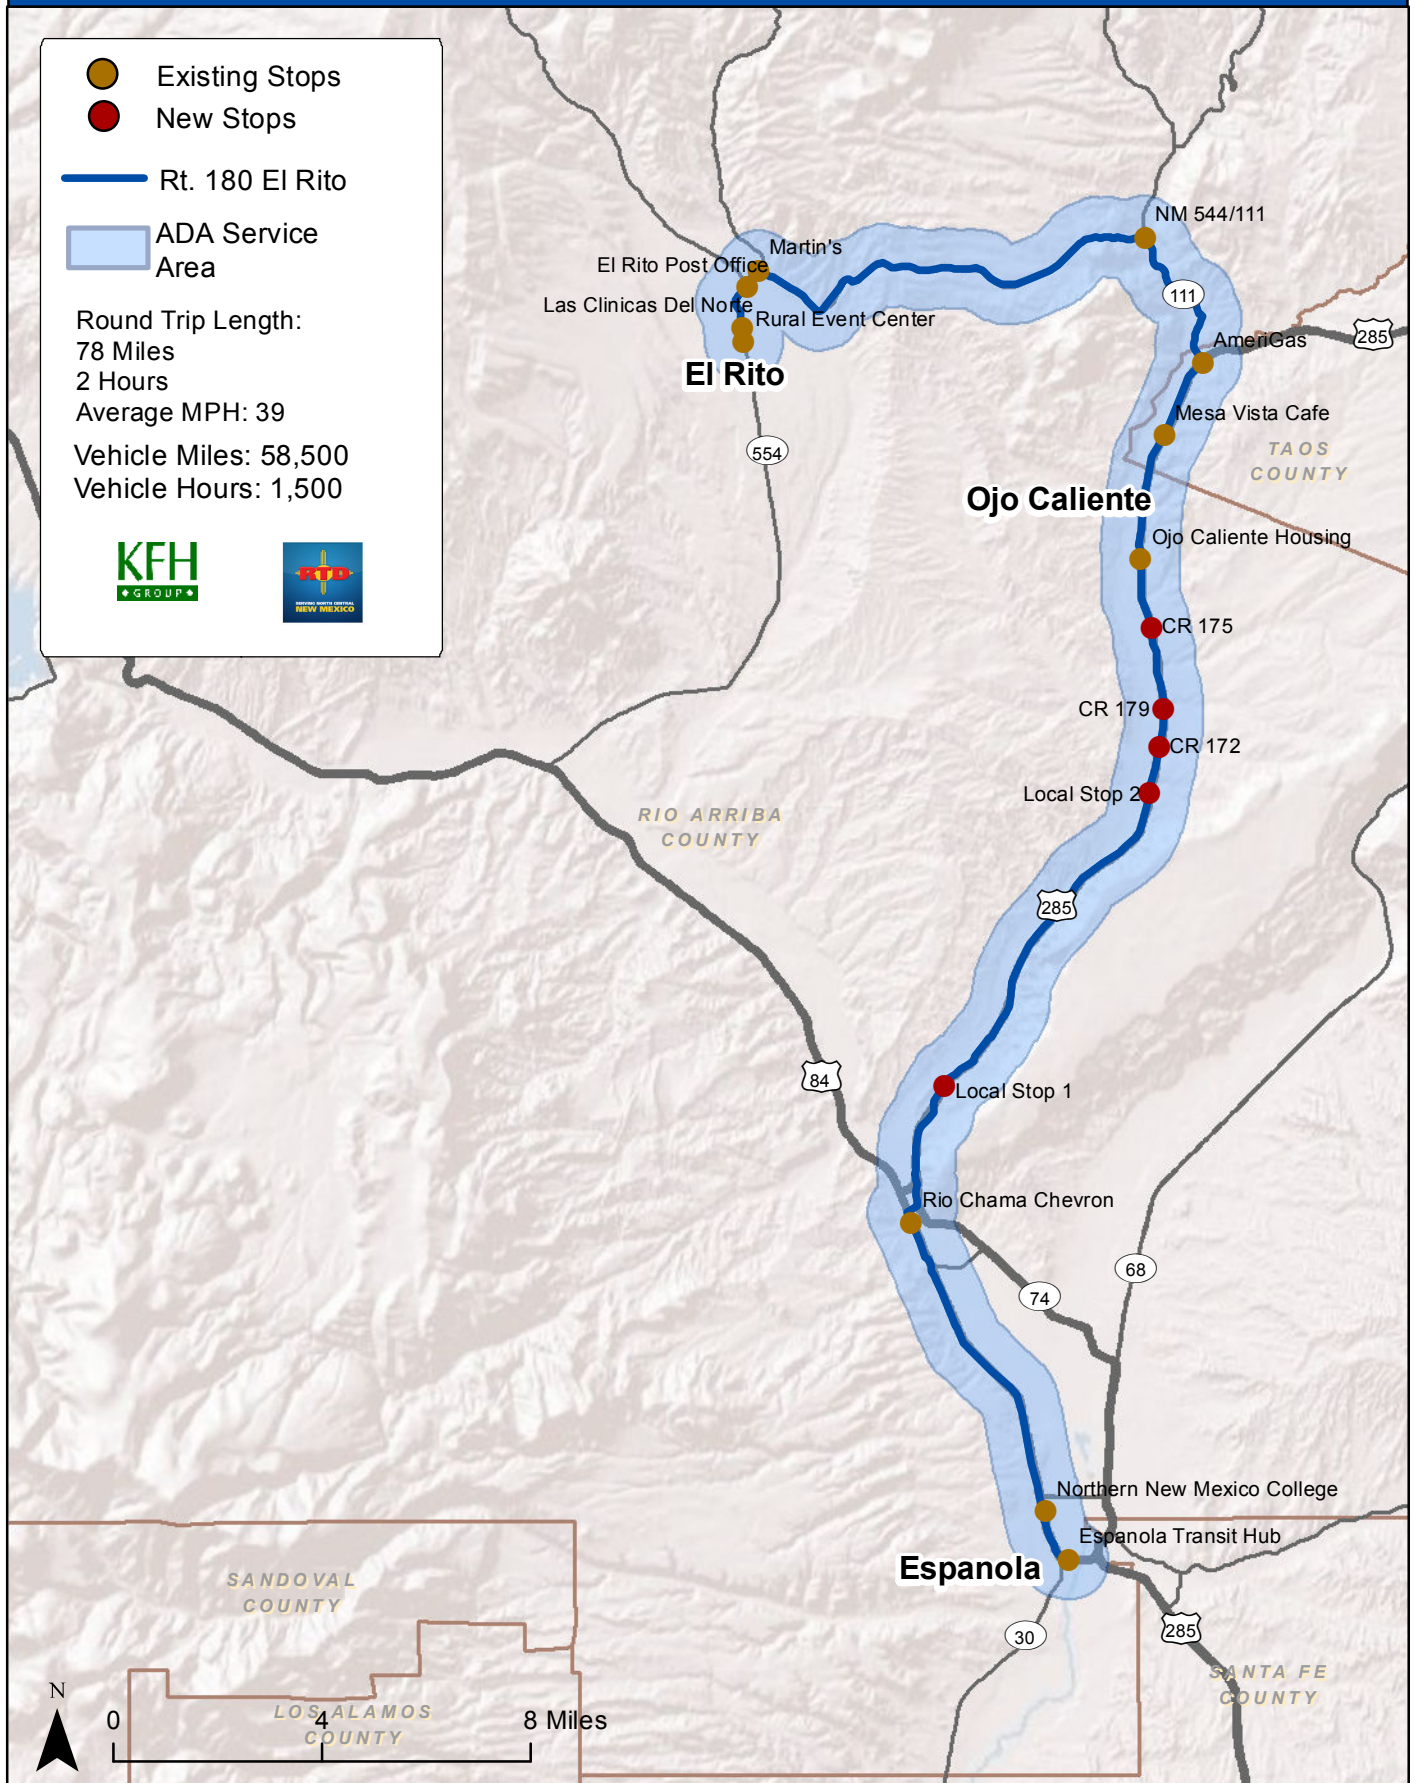 Existing Stops
New Stops
Rt. 180 El Rito
ADA Service
Area
Round Trip Length:
78 Miles
2 Hours
Average MPH: 39
Vehicle Miles: 58,500
Vehicle Hours: 1,500
KFH
GROUP
RTD
SERVING NORTH CENTRAL
NEW MEXICO
NM 544/111
Martin's
El Rito Post Office
Las Clinicas Del Norte
Rural Event Center
El Rito
111
285
AmeriGas
Mesa Vista Cafe
TAOS
COUNTY
554
Ojo Caliente
Ojo Caliente Housing
CR 175
CR 179
CR 172
Local Stop 2
RIO ARRIBA
COUNTY
285
84
Local Stop 1
Rio Chama Chevron
68
74
Northern New Mexico College
Espanola Transit Hub
Espanola
SANDOVAL
COUNTY
30
285
SANTA FE
COUNTY
LOS ALAMOS
COUNTY
N
0 4 8 Miles